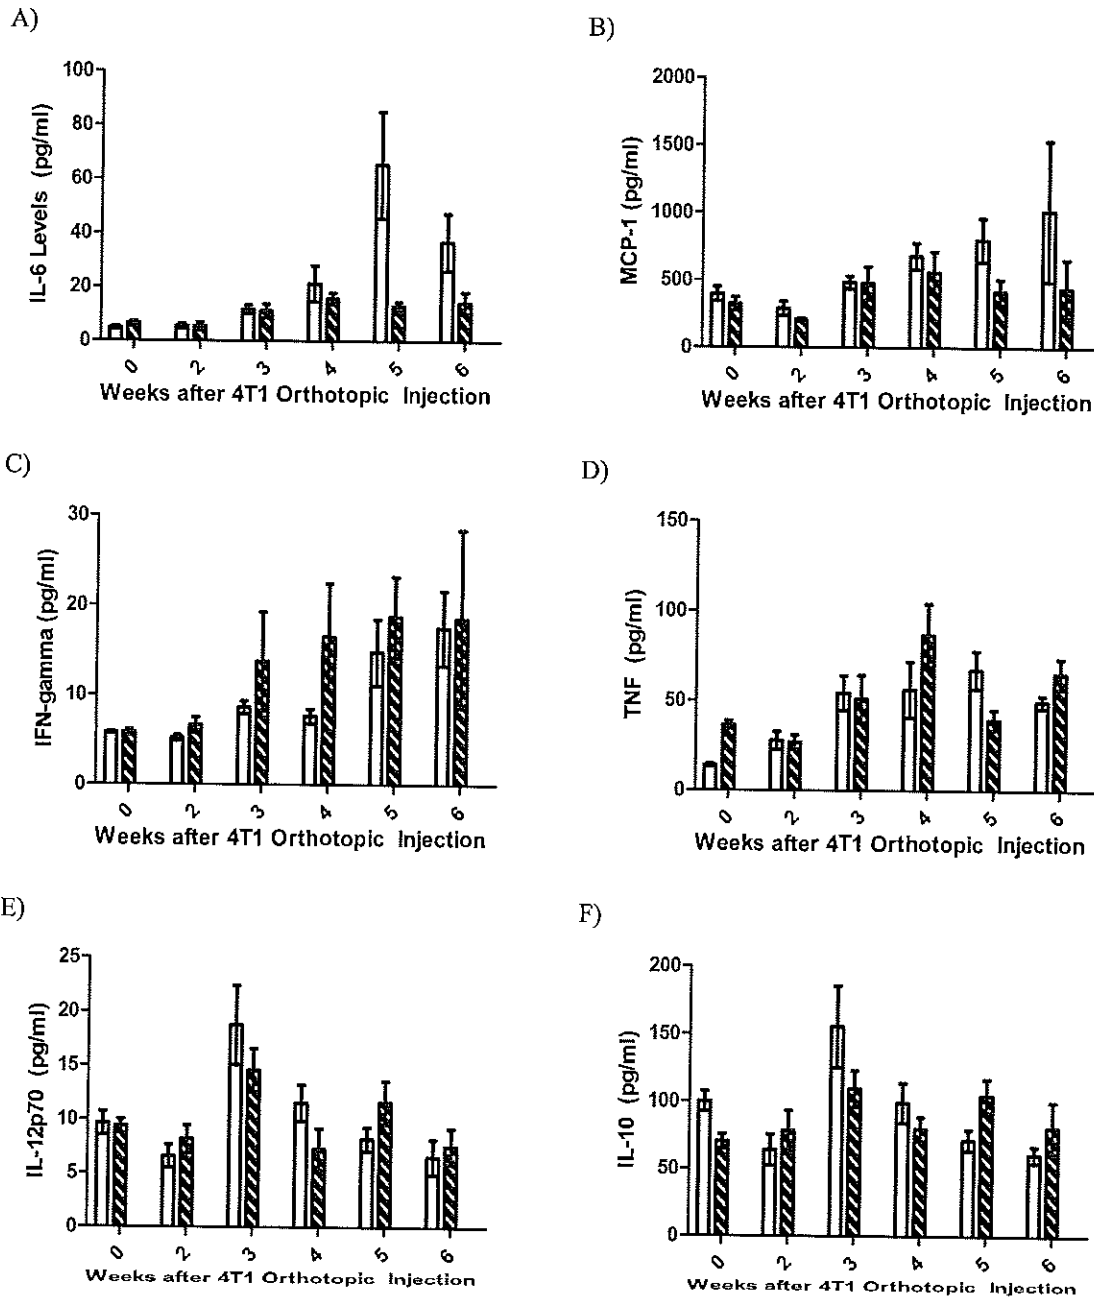 A)
IL-6 Levels (pg/ml)
100
80
60
40
20
0
0 2 3 4 5 6
Weeks after 4T1 Orthotopic Injection
B)
MCP-1 (pg/ml)
2000
1500
1000
500
0
0 2 3 4 5 6
Weeks after 4T1 Orthotopic Injection
C)
IFN-gamma (pg/ml)
30
20
10
0
0 2 3 4 5 6
Weeks after 4T1 Orthotopic Injection
D)
TNF (pg/ml)
150
100
50
0
0 2 3 4 5 6
Weeks after 4T1 Orthotopic Injection
E)
IL-12p70 (pg/ml)
25
20
15
10
5
0
0 2 3 4 5 6
Weeks after 4T1 Orthotopic Injection
F)
IL-10 (pg/ml)
200
150
100
50
0
0 2 3 4 5 6
Weeks after 4T1 Orthotopic Injection